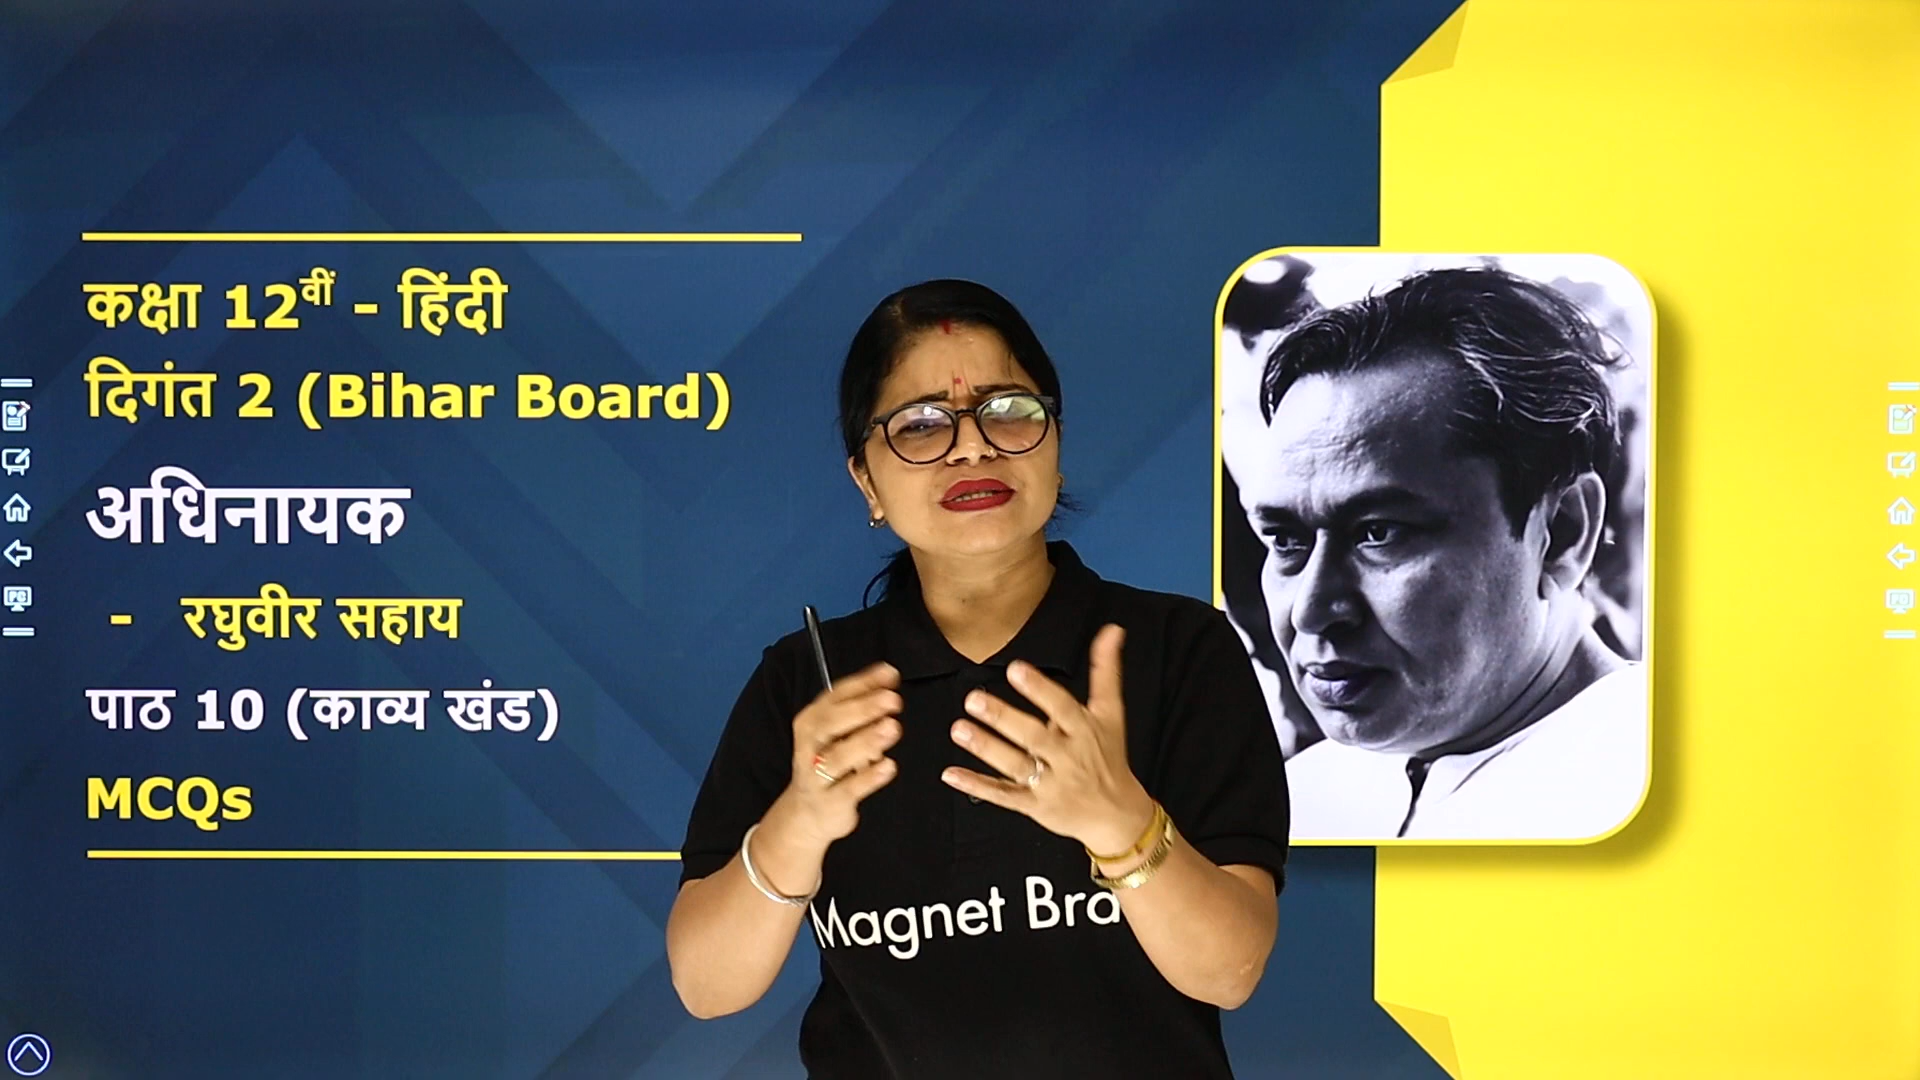 कक्षा 12वीं - हिंदी
दिगंत 2 (Bihar Board)
अधिनायक
- रघुवीर सहाय
पाठ 10 (काव्य खंड)
MCQs
Magnet Bra